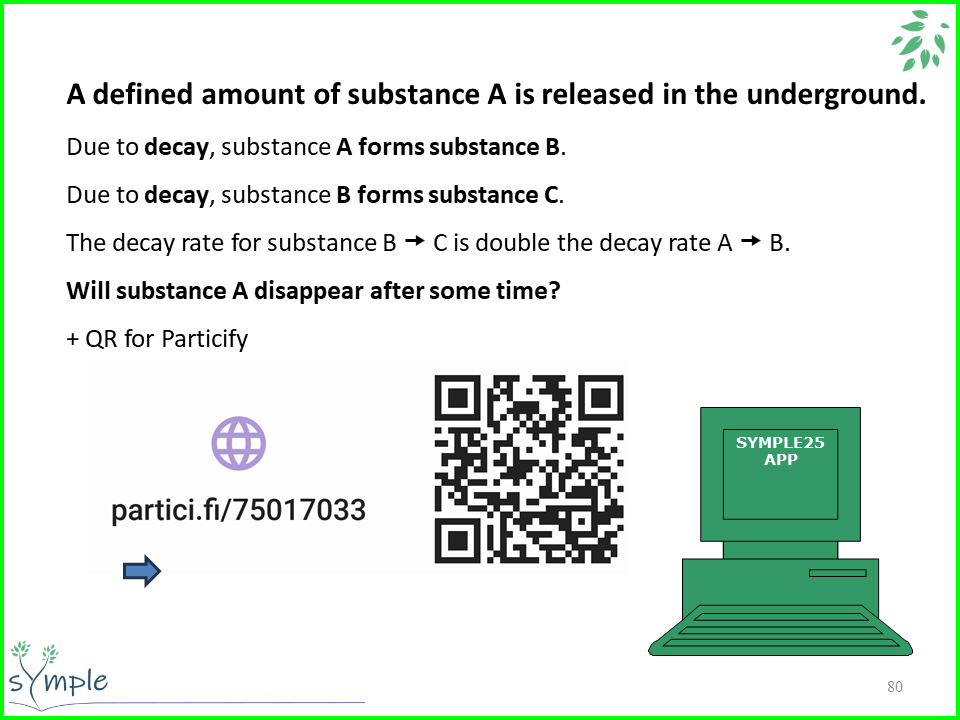 A defined amount of substance A is released in the underground.
Due to decay, substance A forms substance B.
Due to decay, substance B forms substance C.
The decay rate for substance B → C is double the decay rate A → B.
Will substance A disappear after some time?
+ QR for Particify
partici.fi/75017033
SYMPLE25
APP
sYmple
80